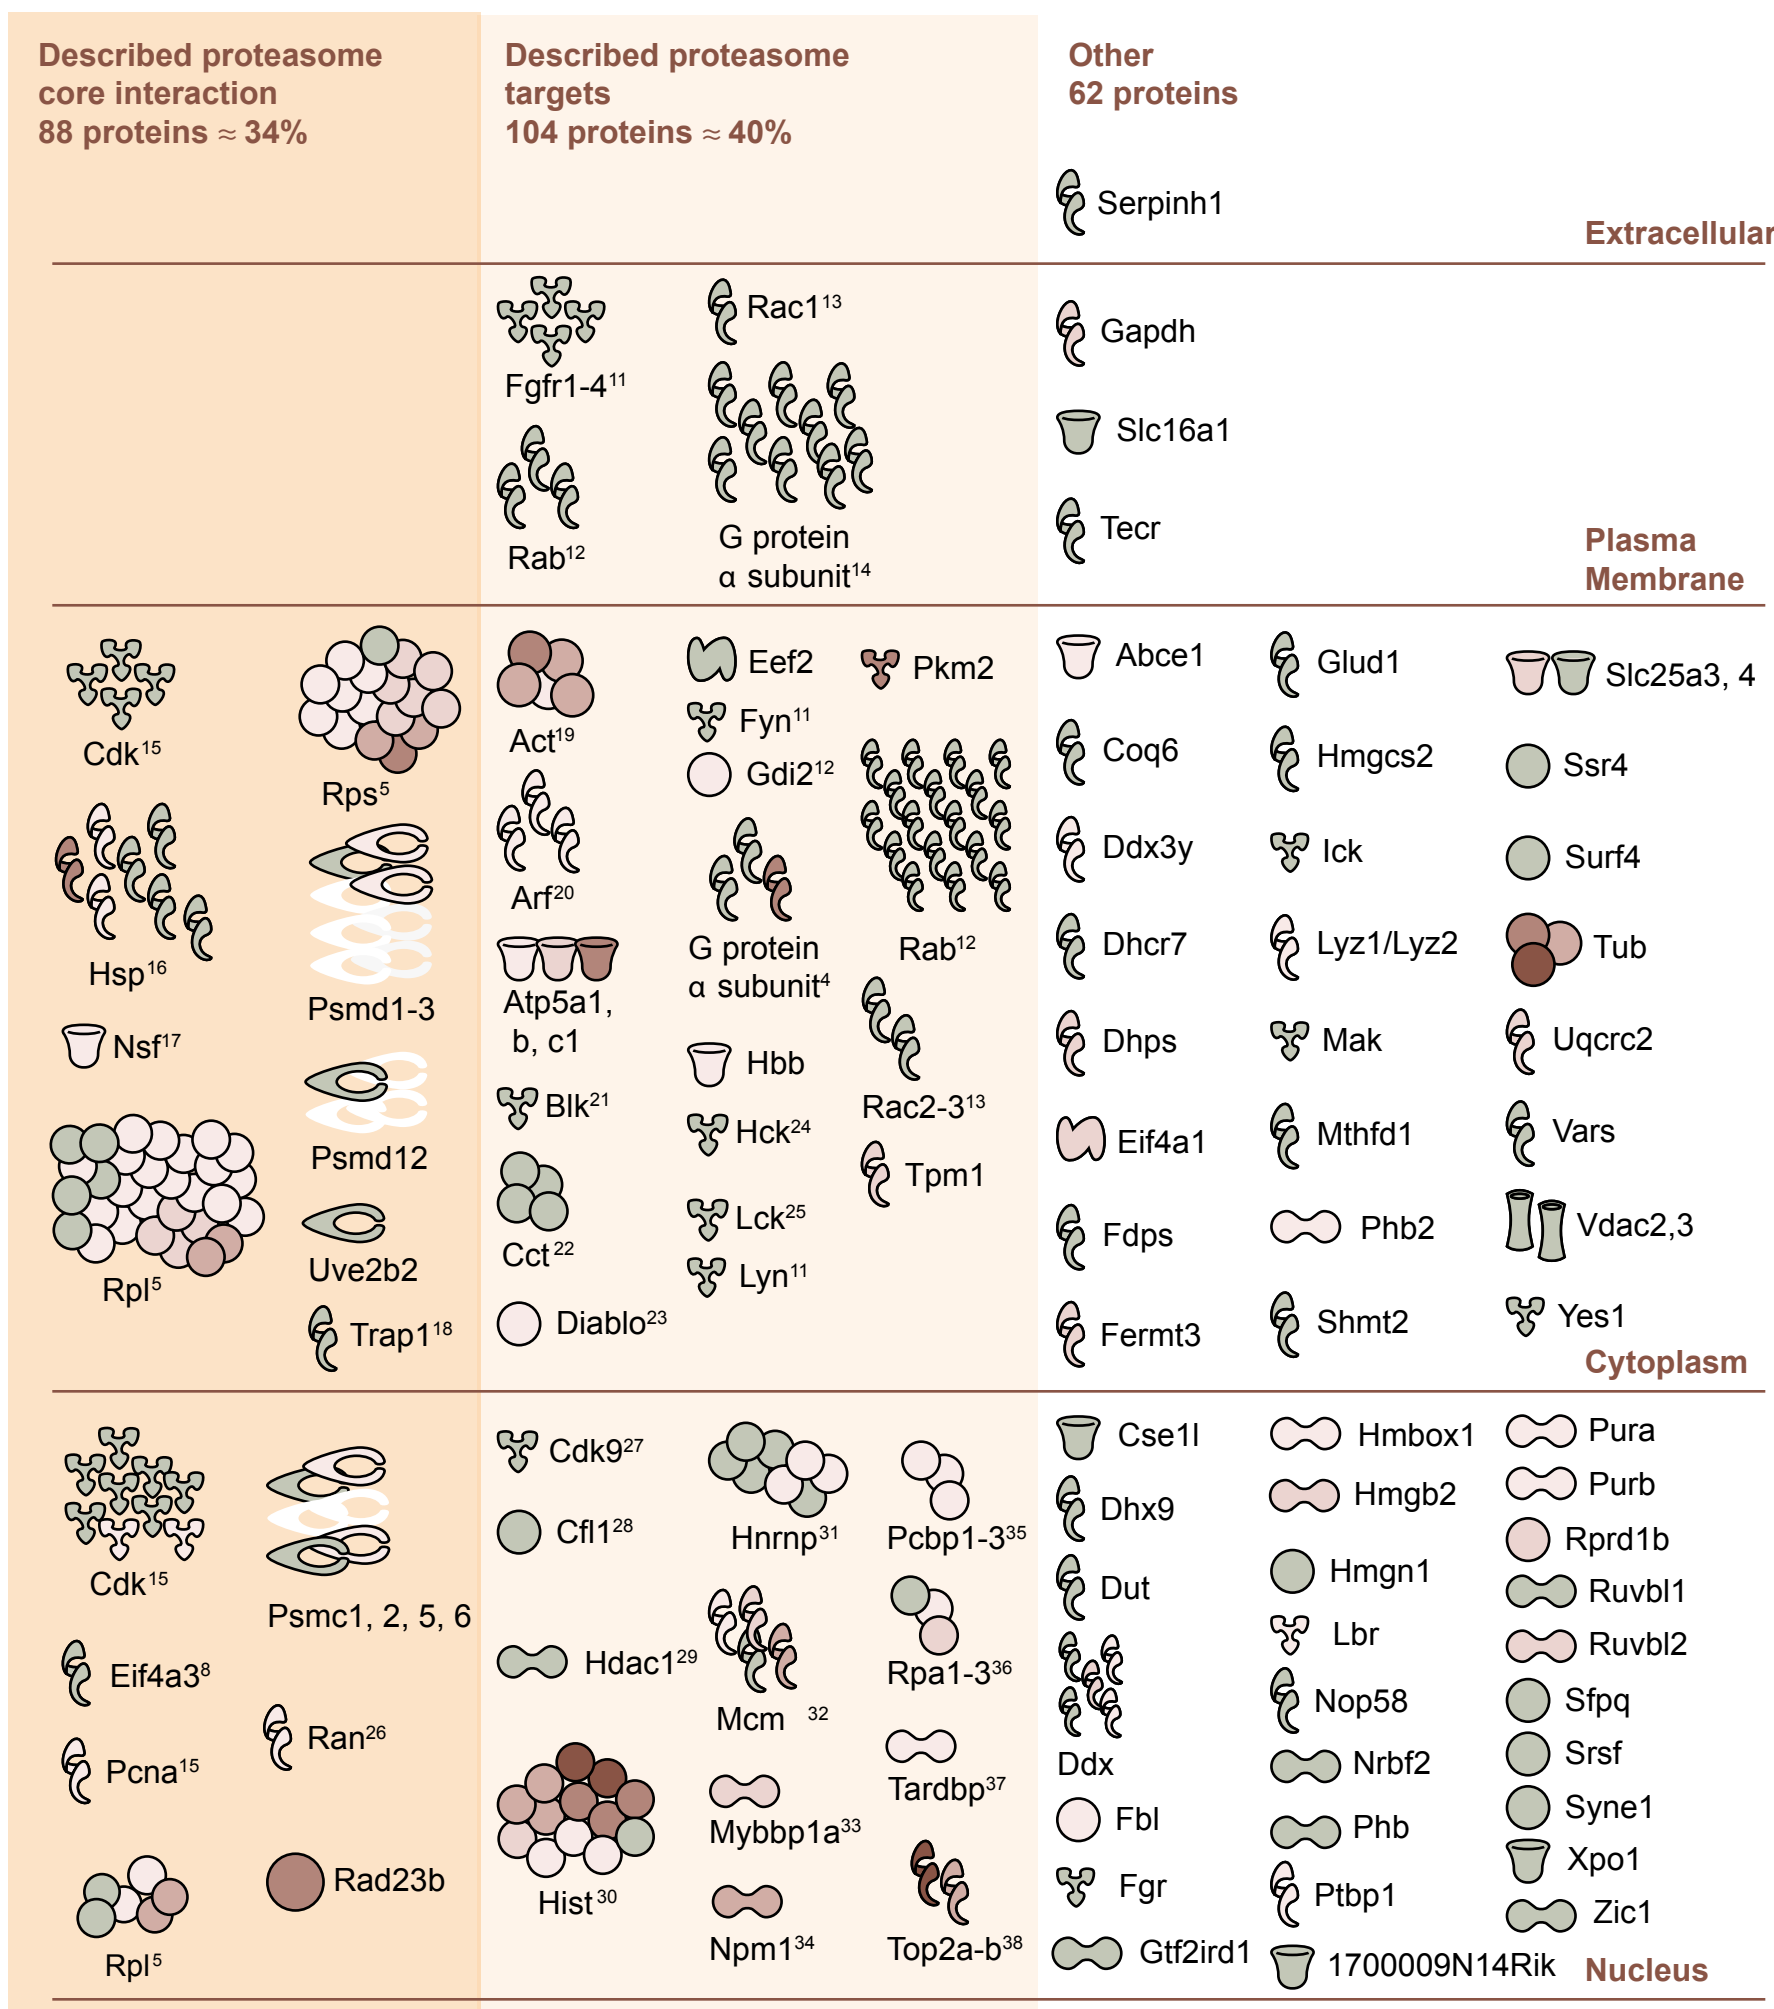 Described proteasome
core interaction
88 proteins ≈ 34%
Described proteasome
targets
104 proteins ≈ 40%
Other
62 proteins
Serpinh1
Extracellular
Fgfr1-4¹¹
Rab¹²
Rac1¹³
G protein
α subunit¹⁴
Gapdh
Slc16a1
Tecr
Plasma
Membrane
Cdk¹⁵
Rps⁵
Hsp¹⁶
Psmd1-3
Nsf¹⁷
Psmd12
Rpl⁵
Uve2b2
Trap1¹⁸
Act¹⁹
Arf²⁰
Atp5a1,
b, c1
Blk²¹
Cct²²
Diablo²³
Eef2
Fyn¹¹
Gdi2¹²
G protein
α subunit⁴
Hbb
Hck²⁴
Lck²⁵
Lyn¹¹
Pkm2
Rab¹²
Rac2-3¹³
Tpm1
Abce1
Coq6
Ddx3y
Dhcr7
Dhps
Eif4a1
Fdps
Fermt3
Glud1
Hmgcs2
Ick
Lyz1/Lyz2
Mak
Mthfd1
Phb2
Shmt2
Slc25a3, 4
Ssr4
Surf4
Tub
Uqcrc2
Vars
Vdac2,3
Yes1
Cytoplasm
Cdk¹⁵
Psmc1, 2, 5, 6
Eif4a3⁸
Ran²⁶
Pcna¹⁵
Rad23b
Rpl⁵
Cdk9²⁷
Cfl1²⁸
Hdac1²⁹
Hist³⁰
Hnrnp³¹
Mcm ³²
Mybbp1a³³
Npm1³⁴
Pcbp1-3³⁵
Rpa1-3³⁶
Tardbp³⁷
Top2a-b³⁸
Cse1l
Dhx9
Dut
Ddx
Fbl
Fgr
Gtf2ird1
Hmbox1
Hmgb2
Hmgn1
Lbr
Nop58
Nrbf2
Phb
Ptbp1
1700009N14Rik
Pura
Purb
Rprd1b
Ruvbl1
Ruvbl2
Sfpq
Srsf
Syne1
Xpo1
Zic1
Nucleus